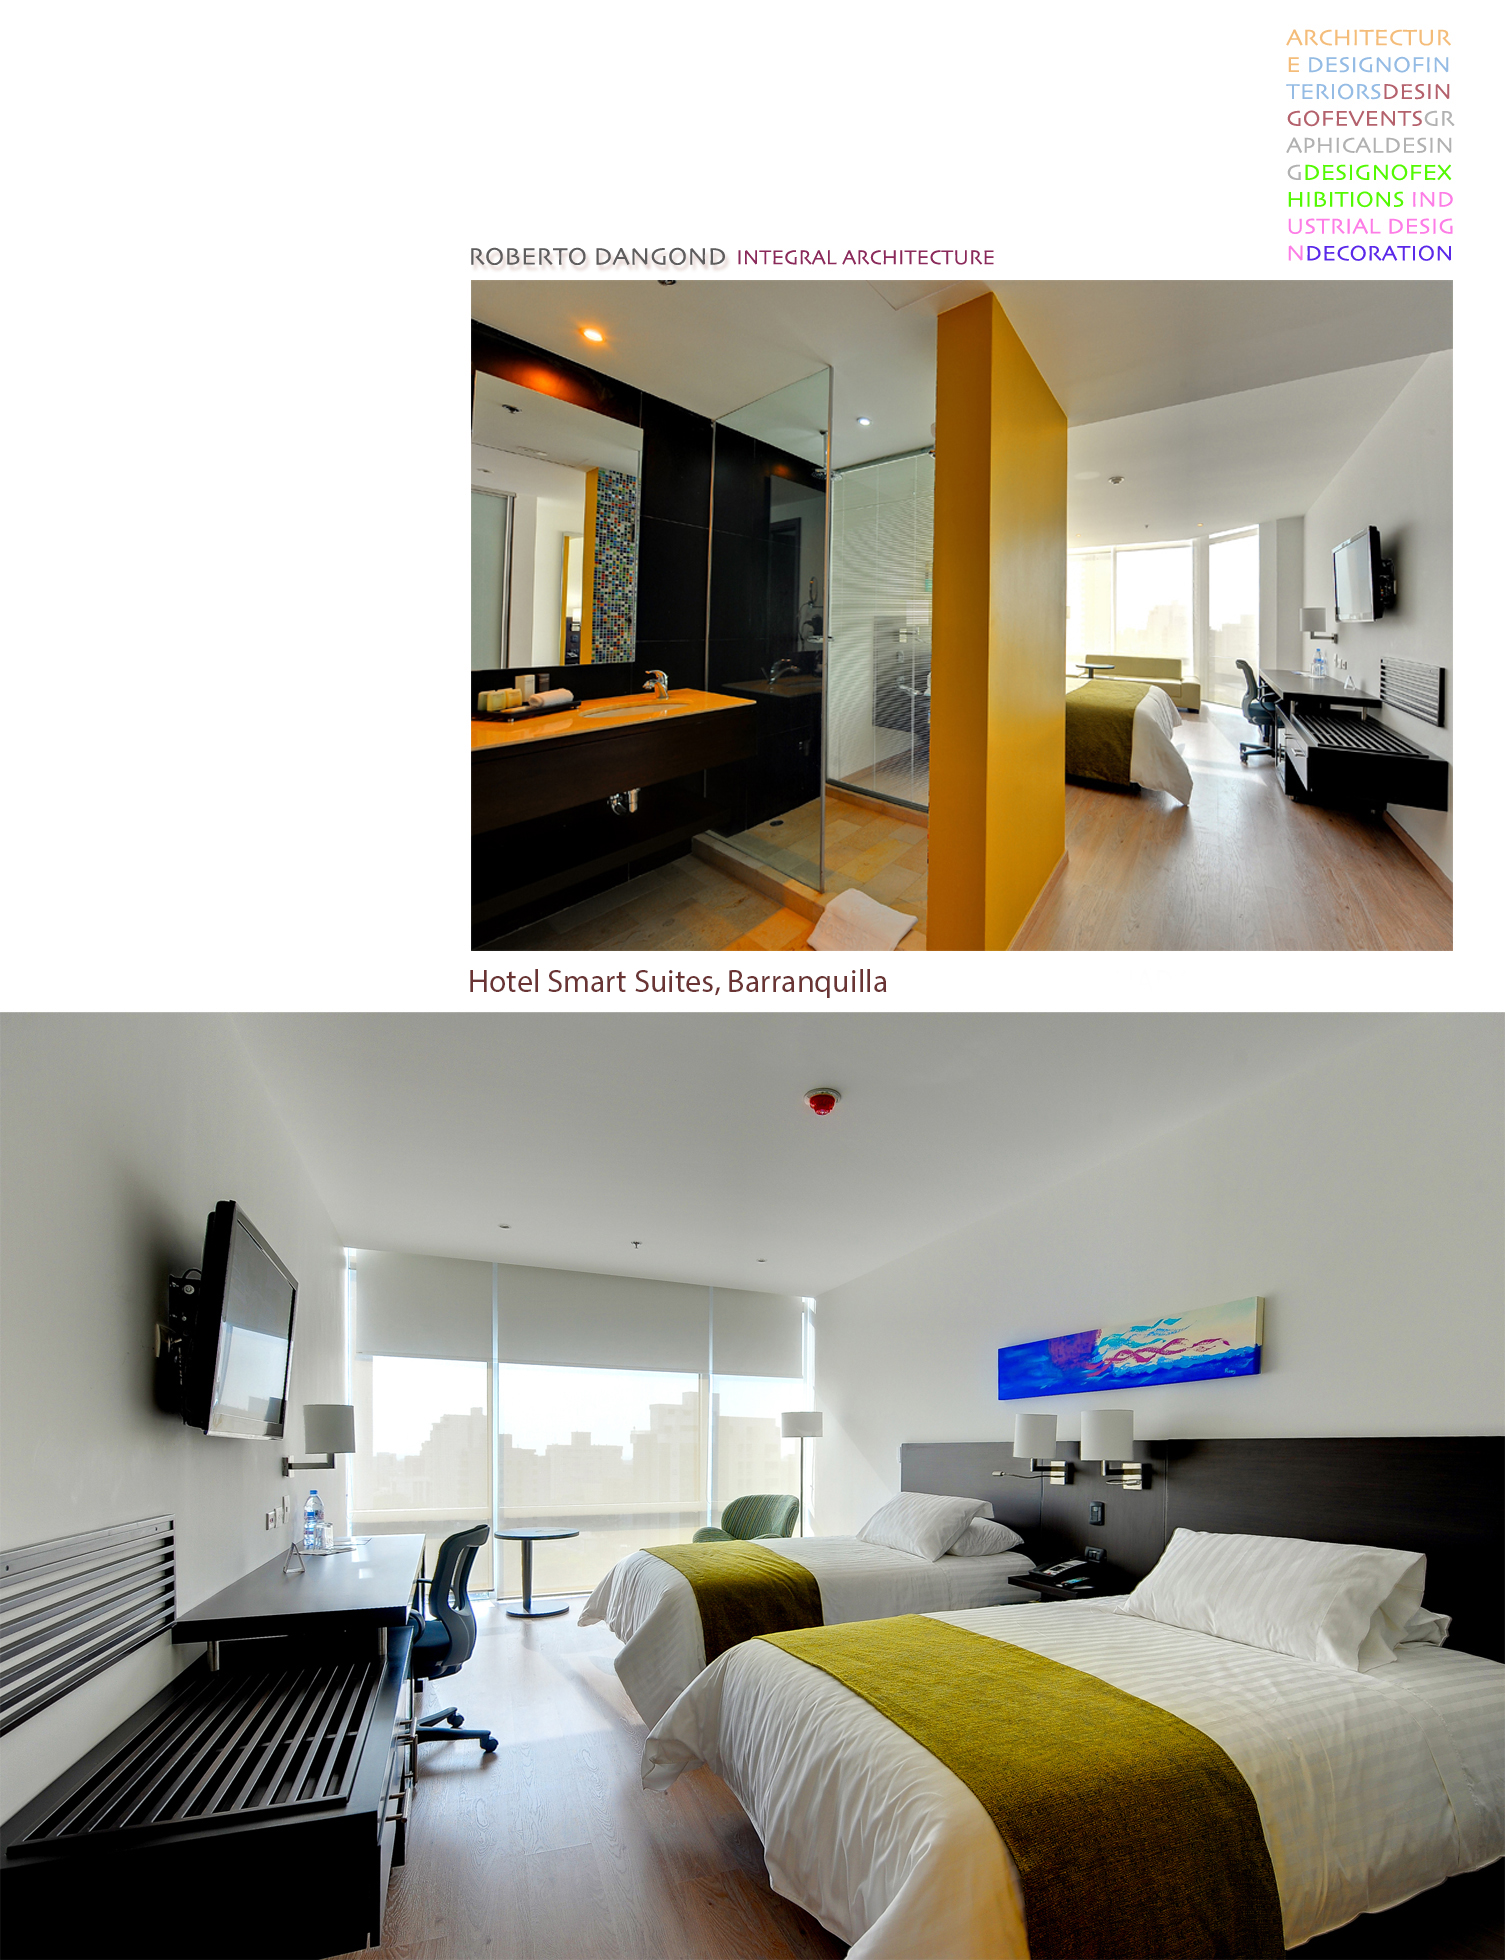 ARCHITECTUR
E DESIGNOFIN
TERIORSDESIN
GOFEVENTSGR
APHICALDESIN
GDESIGNOFEX
HIBITIONS IND
USTRIAL DESIG
NDECORATION
ROBERTO DANGOND INTEGRAL ARCHITECTURE
Hotel Smart Suites, Barranquilla